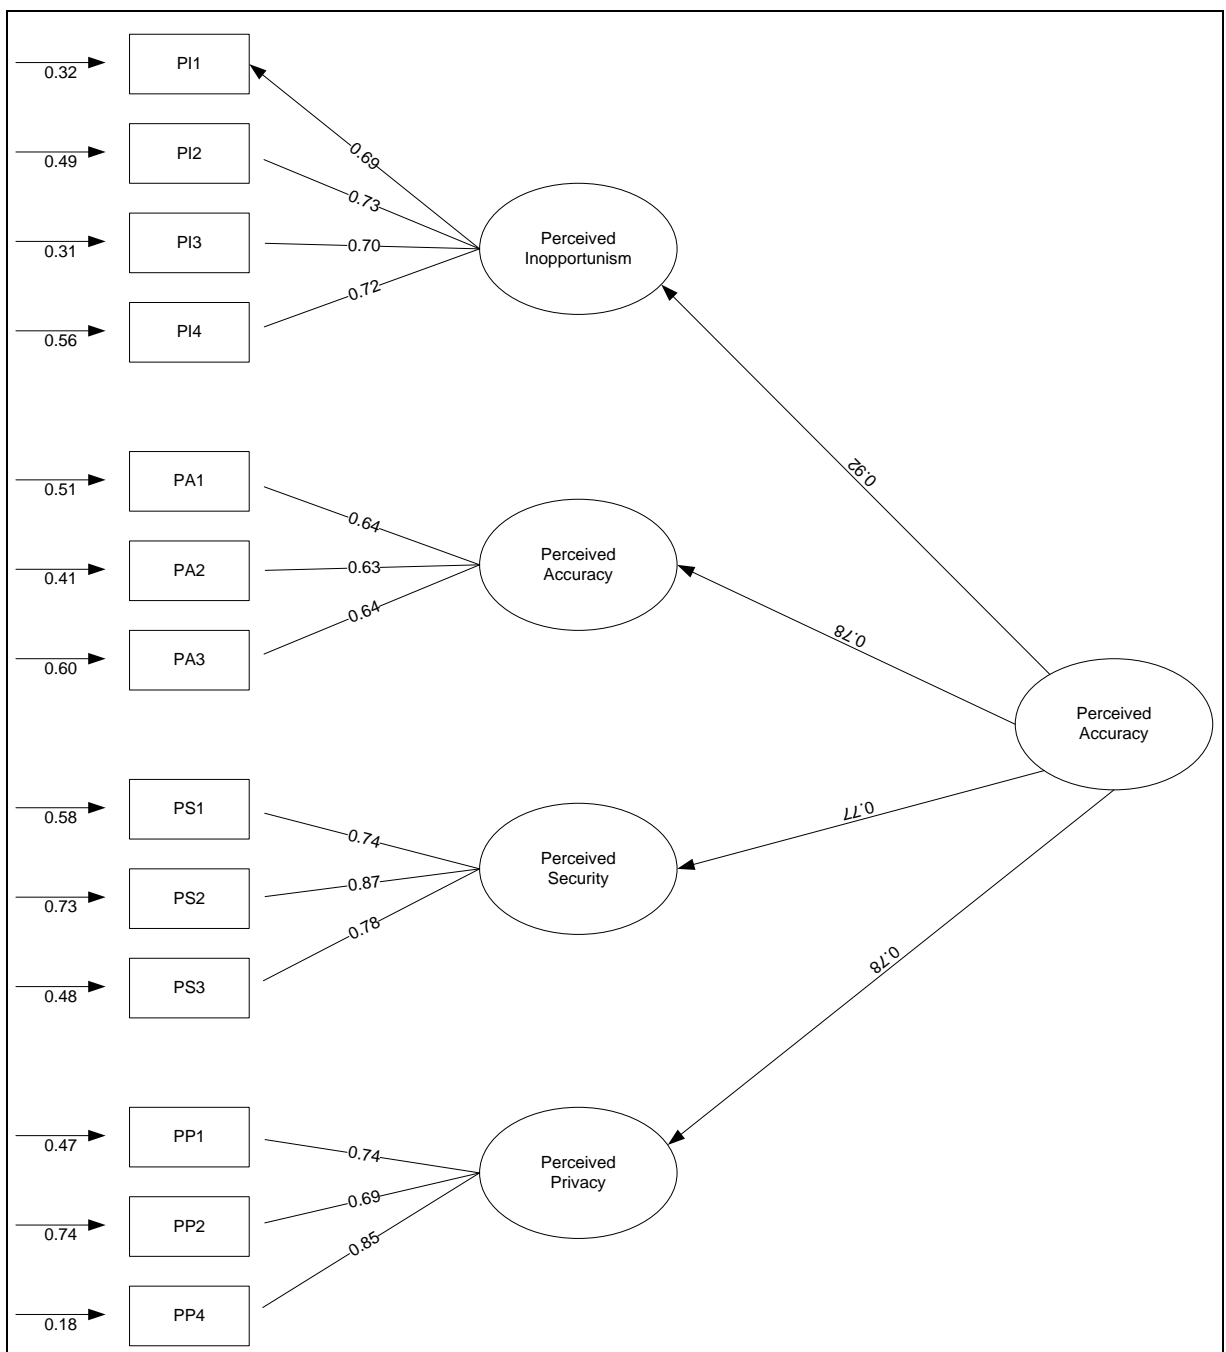 0.32
PI1
0.49
PI2
0.31
PI3
0.56
PI4
0.69
0.73
0.70
0.72
Perceived
Inopportunism
0.92
0.51
PA1
0.41
PA2
0.60
PA3
0.64
0.63
0.64
Perceived
Accuracy
0.78
Perceived
Accuracy
0.58
PS1
0.73
PS2
0.48
PS3
0.74
0.87
0.78
Perceived
Security
0.77
0.47
PP1
0.74
PP2
0.18
PP4
0.74
0.69
0.85
Perceived
Privacy
0.78